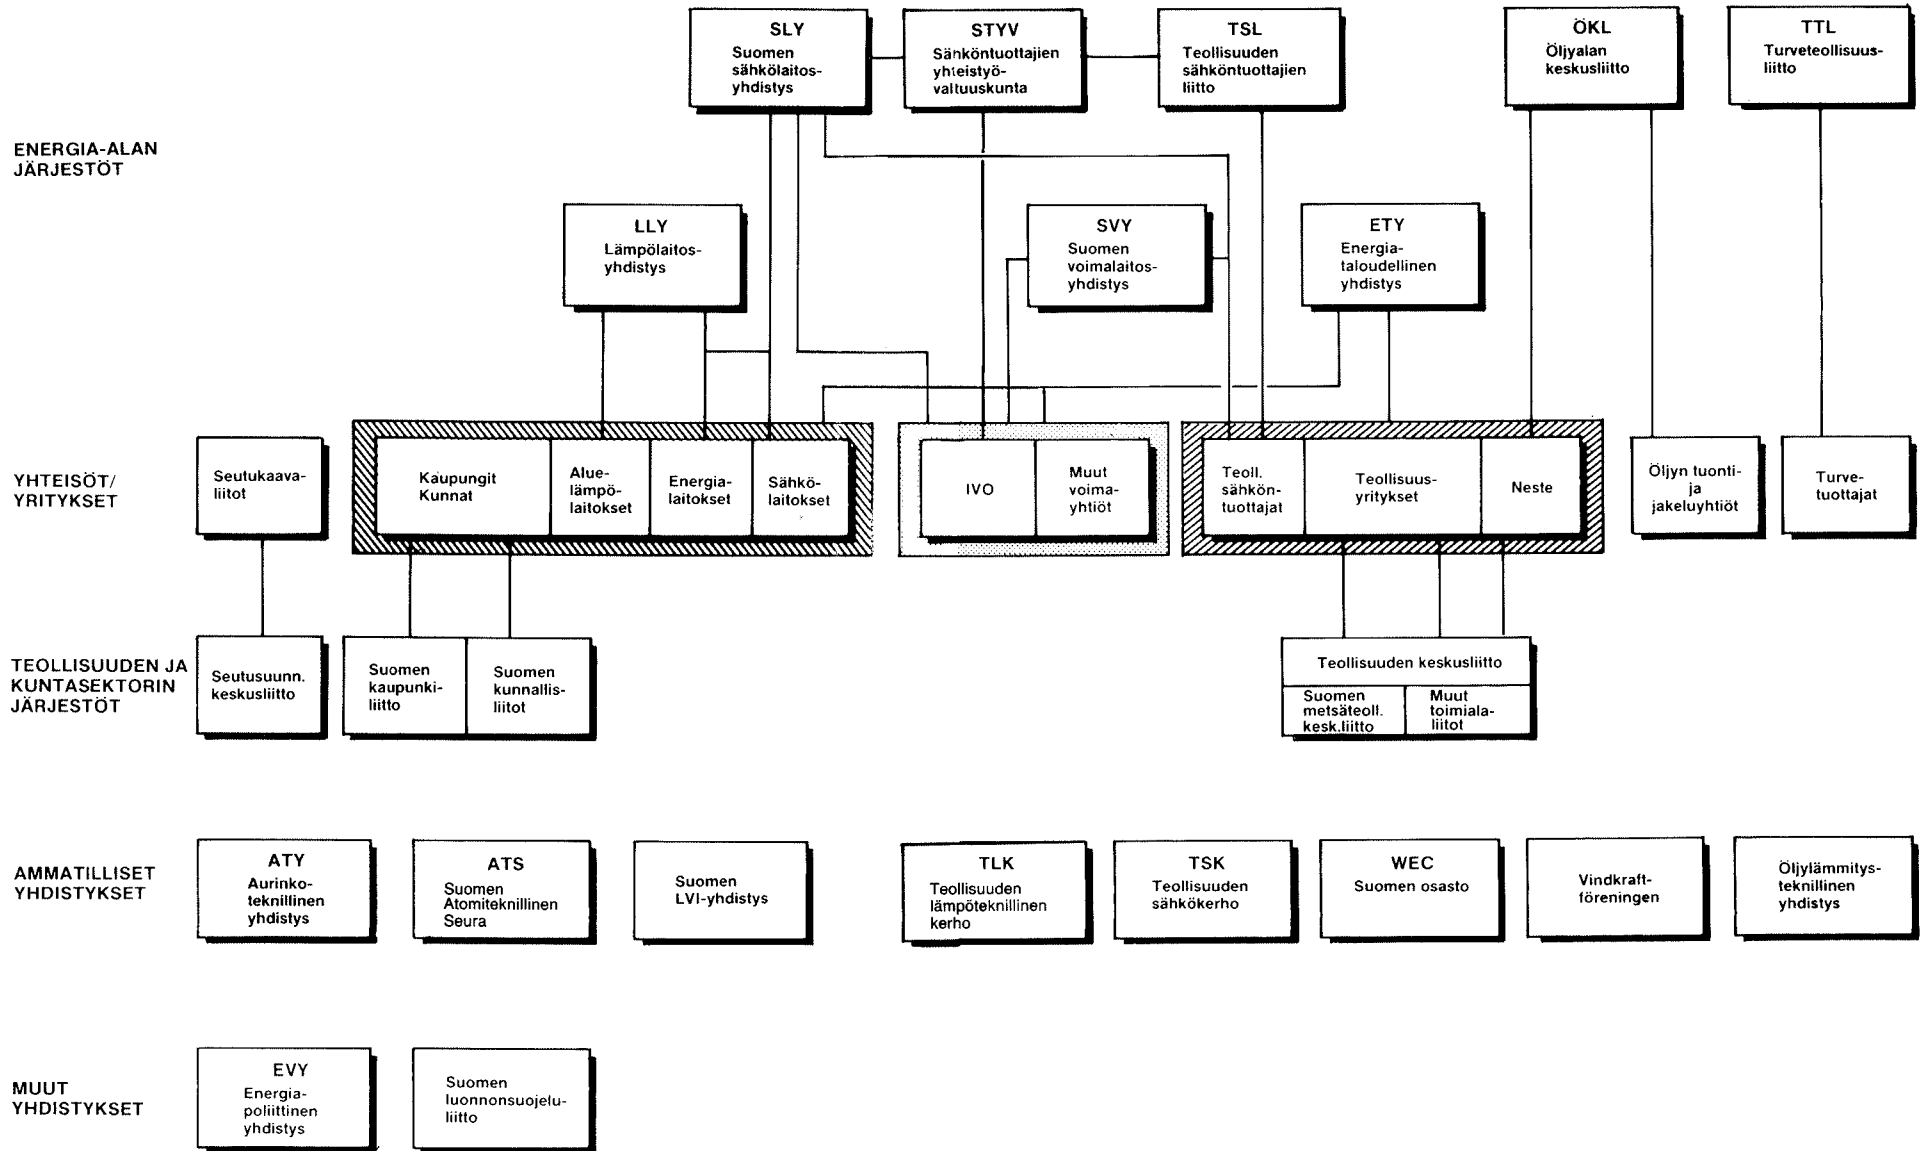 SLY
Suomen
sähkölaitos-
yhdistys
STYV
Sähköntuottajien
yhteistyö-
valtuuskunta
TSL
Teollisuuden
sähköntuottajien
liitto
ÖKL
Öljyalan
keskusliitto
TTL
Turveteollisuus-
liitto
ENERGIA-ALAN
JÄRJESTÖT
LLY
Lämpölaitos-
yhdistys
SVY
Suomen
voimalaitos-
yhdistys
ETY
Energia-
taloudellinen
yhdistys
YHTEISÖT/
YRITYKSET
Seutukaava-
liitot
Kaupungit
Kunnat
Alue-
lämpö-
laitokset
Energia-
laitokset
Sähkö-
laitokset
IVO
Muut
voima-
yhtiöt
Teoll.
sähkön-
tuottajat
Teollisuus-
yritykset
Neste
Öljyn tuonti-
ja
jakeluyhtiöt
Turve-
tuottajat
TEOLLISUUDEN JA
KUNTASEKTORIN
JÄRJESTÖT
Seutusuunn.
keskusliitto
Suomen
kaupunki-
liitto
Suomen
kunnallis-
liitot
Teollisuuden keskusliitto
Suomen
metsäteoll.
kesk.liitto
Muut
toimiala-
liitot
AMMATILLISET
YHDISTYKSET
ATY
Aurinko-
teknillinen
yhdistys
ATS
Suomen
Atomiteknillinen
Seura
Suomen
LVI-yhdistys
TLK
Teollisuuden
lämpöteknillinen
kerho
TSK
Teollisuuden
sähkökerho
WEC
Suomen osasto
Vindkraft-
föreningen
Öljylämmitys-
teknillinen
yhdistys
MUUT
YHDISTYKSET
EVY
Energia-
poliittinen
yhdistys
Suomen
luonnonsuojelu-
liitto